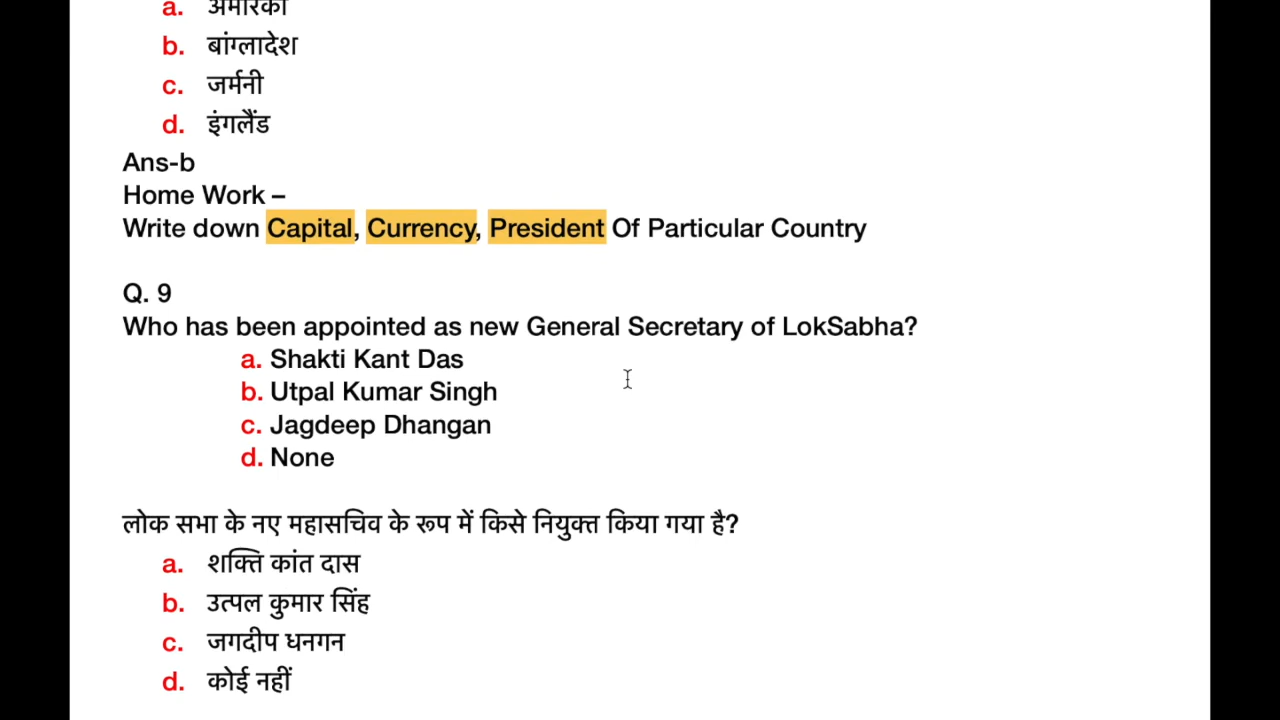 a. अमेरिका
b. बांग्लादेश
c. जर्मनी
d. इंगलैंड
Ans-b
Home Work –
Write down Capital, Currency, President Of Particular Country
Q. 9
Who has been appointed as new General Secretary of LokSabha?
a. Shakti Kant Das
b. Utpal Kumar Singh
c. Jagdeep Dhangan
d. None
लोक सभा के नए महासचिव के रूप में किसे नियुक्त किया गया है?
a. शक्ति कांत दास
b. उत्पल कुमार सिंह
c. जगदीप धनगन
d. कोई नहीं